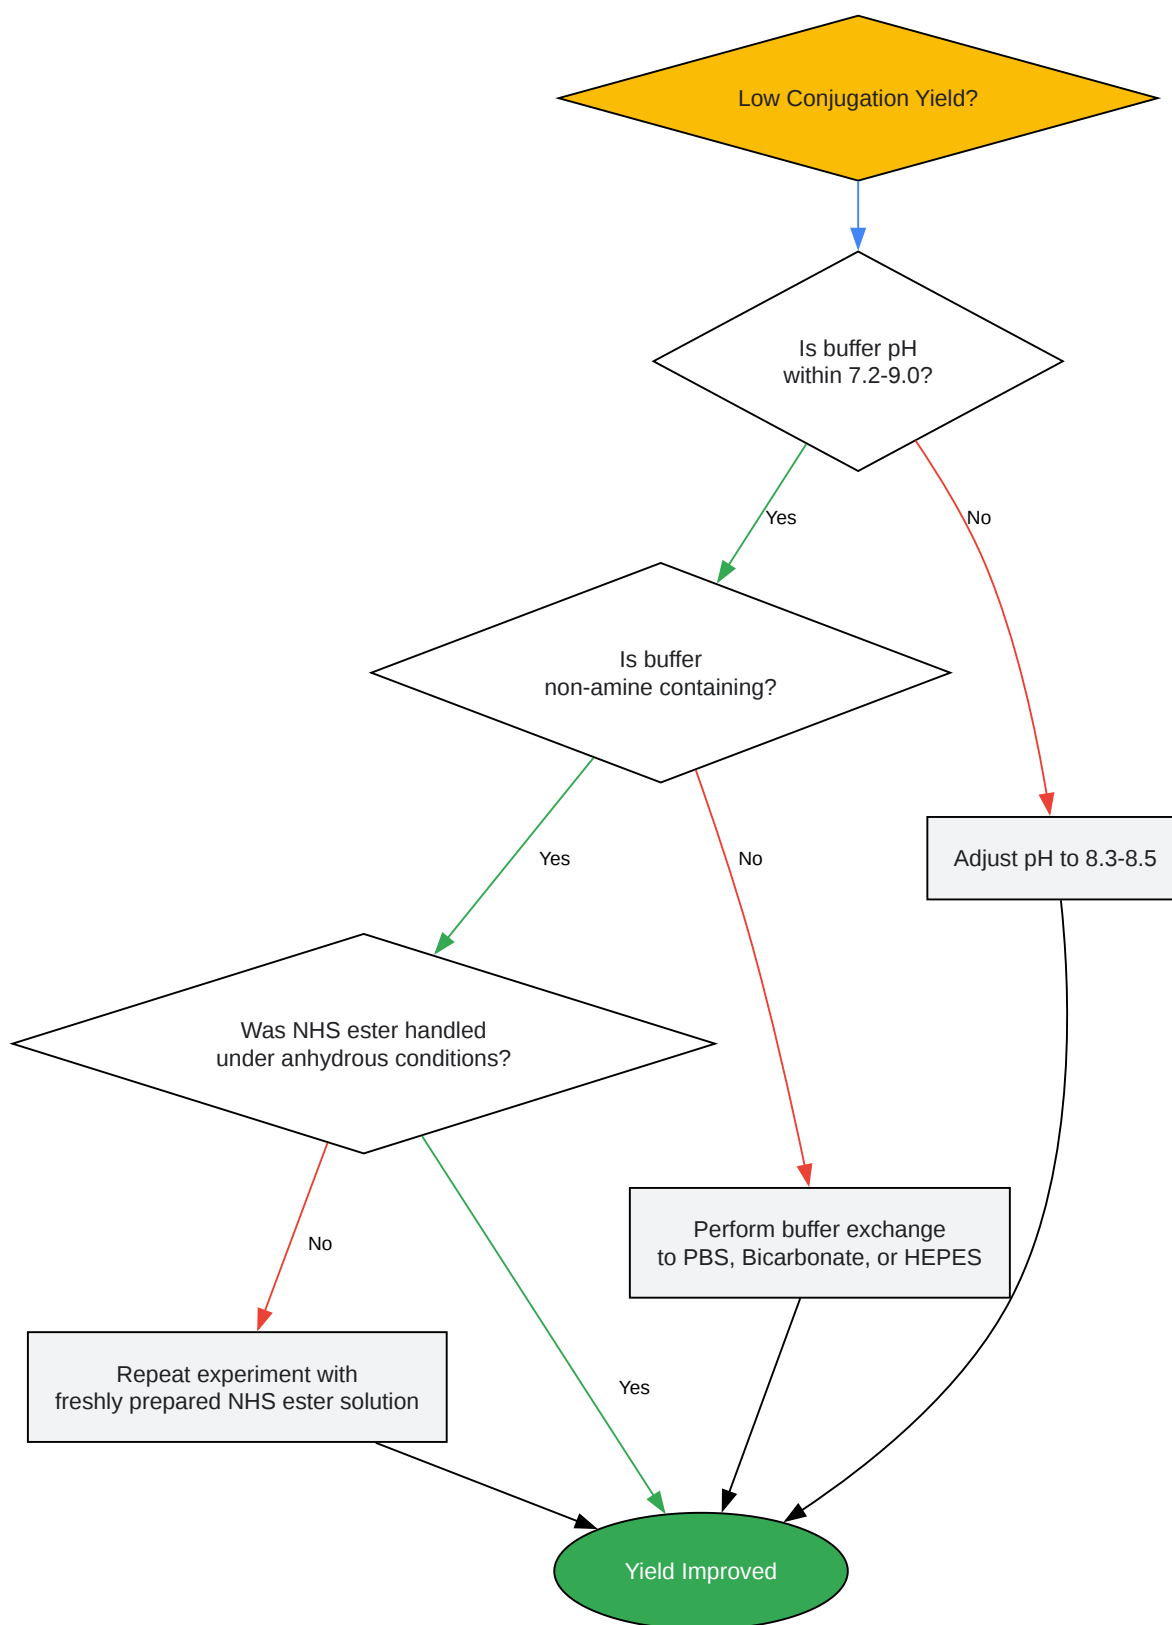 Low Conjugation Yield?
Is buffer pH
within 7.2-9.0?
Yes
No
Is buffer
non-amine containing?
Yes
No
Adjust pH to 8.3-8.5
Was NHS ester handled
under anhydrous conditions?
No
Yes
Perform buffer exchange
to PBS, Bicarbonate, or HEPES
Repeat experiment with
freshly prepared NHS ester solution
Yield Improved